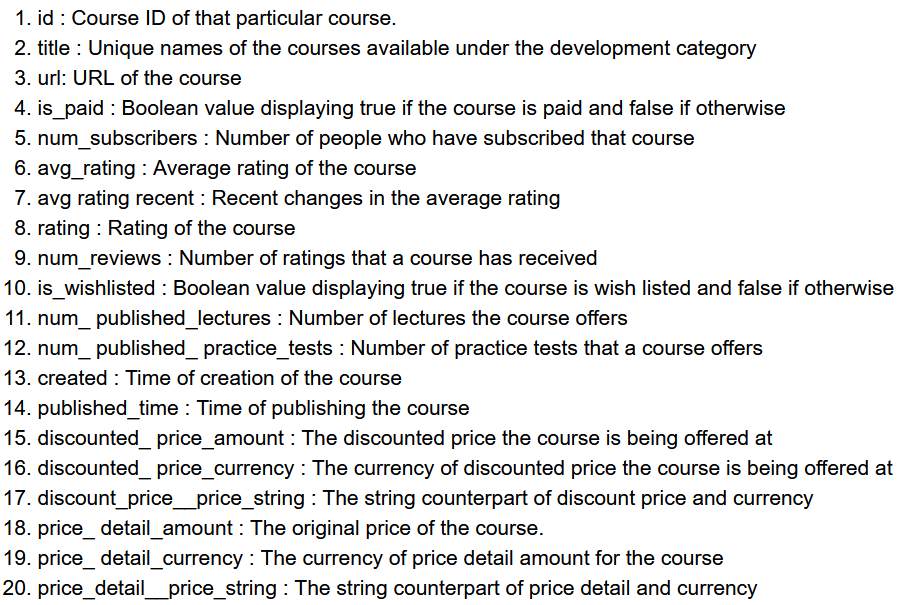 1. id : Course ID of that particular course.
2. title : Unique names of the courses available under the development category
3. url: URL of the course
4. is_paid : Boolean value displaying true if the course is paid and false if otherwise
5. num_subscribers : Number of people who have subscribed that course
6. avg_rating : Average rating of the course
7. avg rating recent : Recent changes in the average rating
8. rating : Rating of the course
9. num_reviews : Number of ratings that a course has received
10. is_wishlisted : Boolean value displaying true if the course is wish listed and false if otherwise
11. num_ published_lectures : Number of lectures the course offers
12. num_ published_ practice_tests : Number of practice tests that a course offers
13. created : Time of creation of the course
14. published_time : Time of publishing the course
15. discounted_ price_amount : The discounted price the course is being offered at
16. discounted_ price_currency : The currency of discounted price the course is being offered at
17. discount_price__price_string : The string counterpart of discount price and currency
18. price_ detail_amount : The original price of the course.
19. price_ detail_currency : The currency of price detail amount for the course
20. price_detail__price_string : The string counterpart of price detail and currency